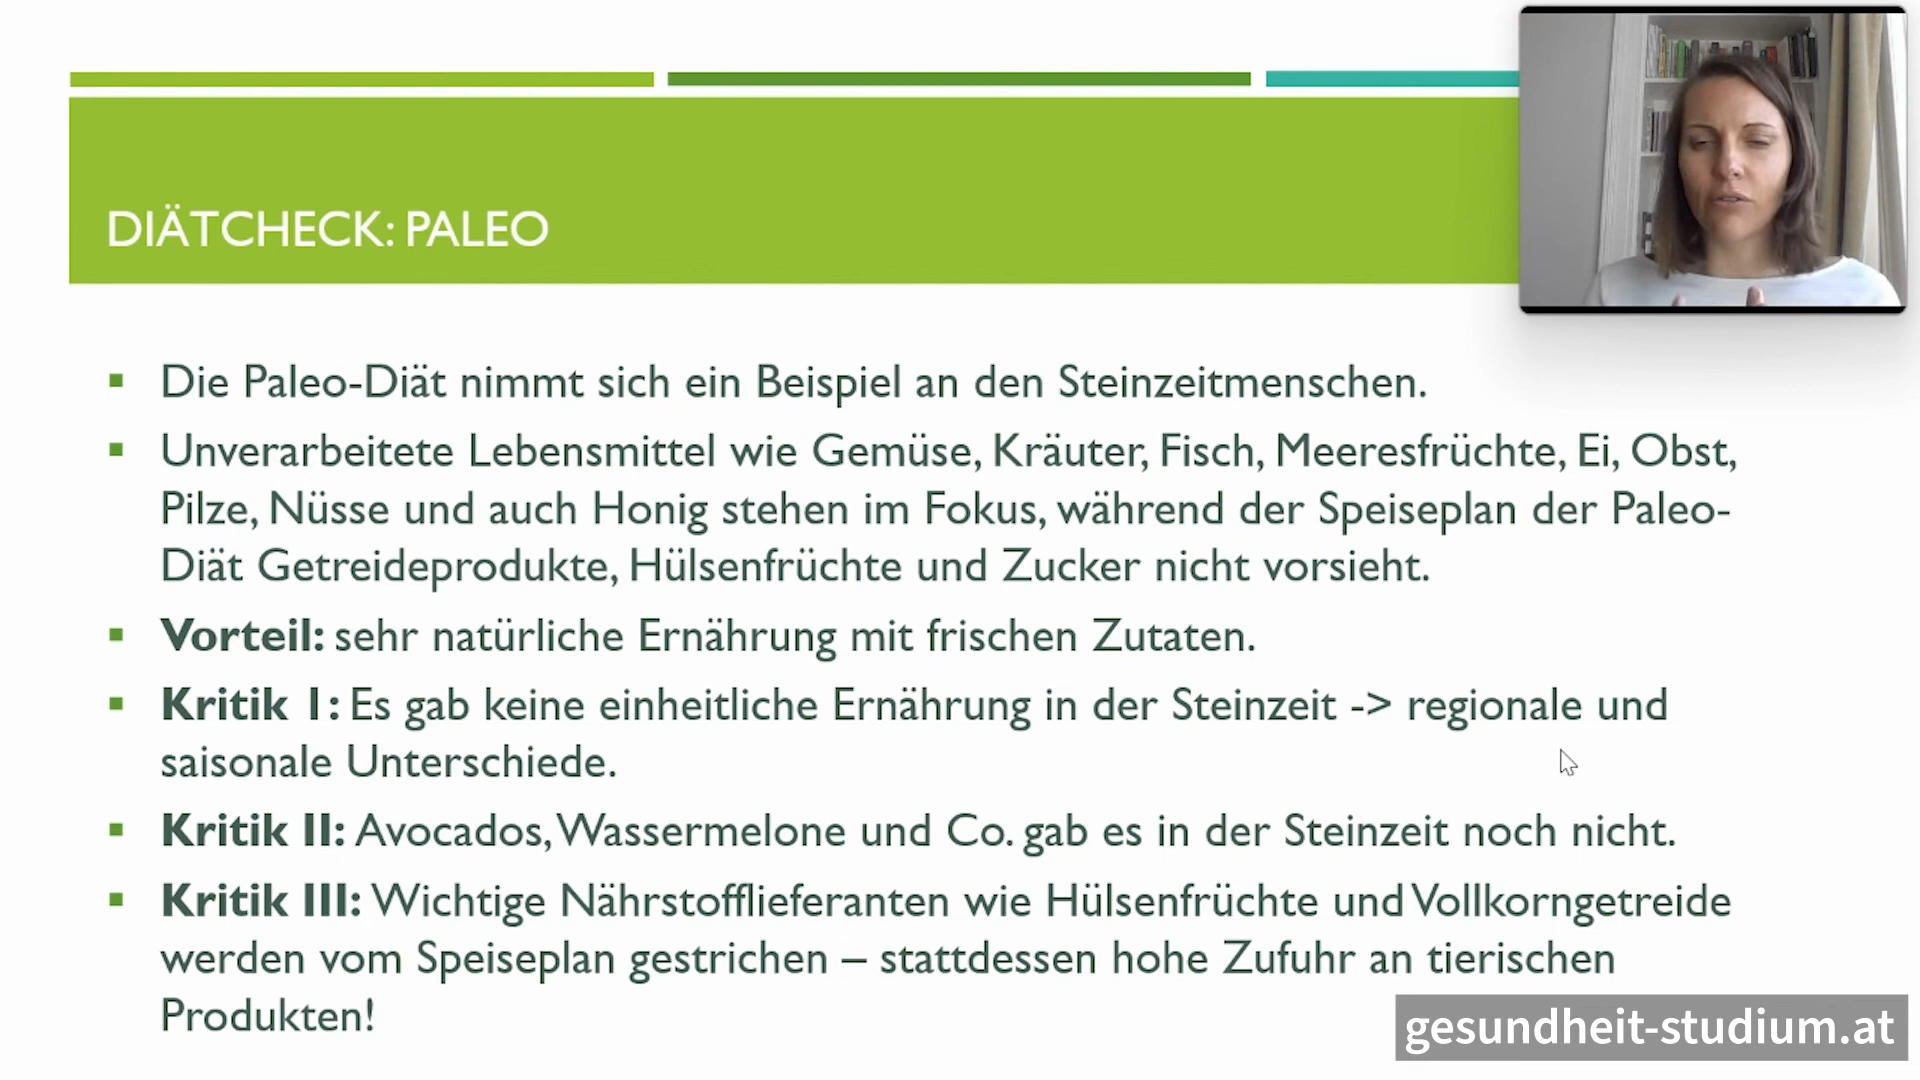 DIÄTCHECK: PALEO
▪ Die Paleo-Diät nimmt sich ein Beispiel an den Steinzeitmenschen.
▪ Unverarbeitete Lebensmittel wie Gemüse, Kräuter, Fisch, Meeresfrüchte, Ei, Obst,
Pilze, Nüsse und auch Honig stehen im Fokus, während der Speiseplan der Paleo-
Diät Getreideprodukte, Hülsenfrüchte und Zucker nicht vorsieht.
▪ Vorteil: sehr natürliche Ernährung mit frischen Zutaten.
▪ Kritik I: Es gab keine einheitliche Ernährung in der Steinzeit -> regionale und
saisonale Unterschiede.
▪ Kritik II: Avocados, Wassermelone und Co. gab es in der Steinzeit noch nicht.
▪ Kritik III: Wichtige Nährstofflieferanten wie Hülsenfrüchte und Vollkorngetreide
werden vom Speiseplan gestrichen – stattdessen hohe Zufuhr an tierischen
Produkten!
gesundheit-studium.at